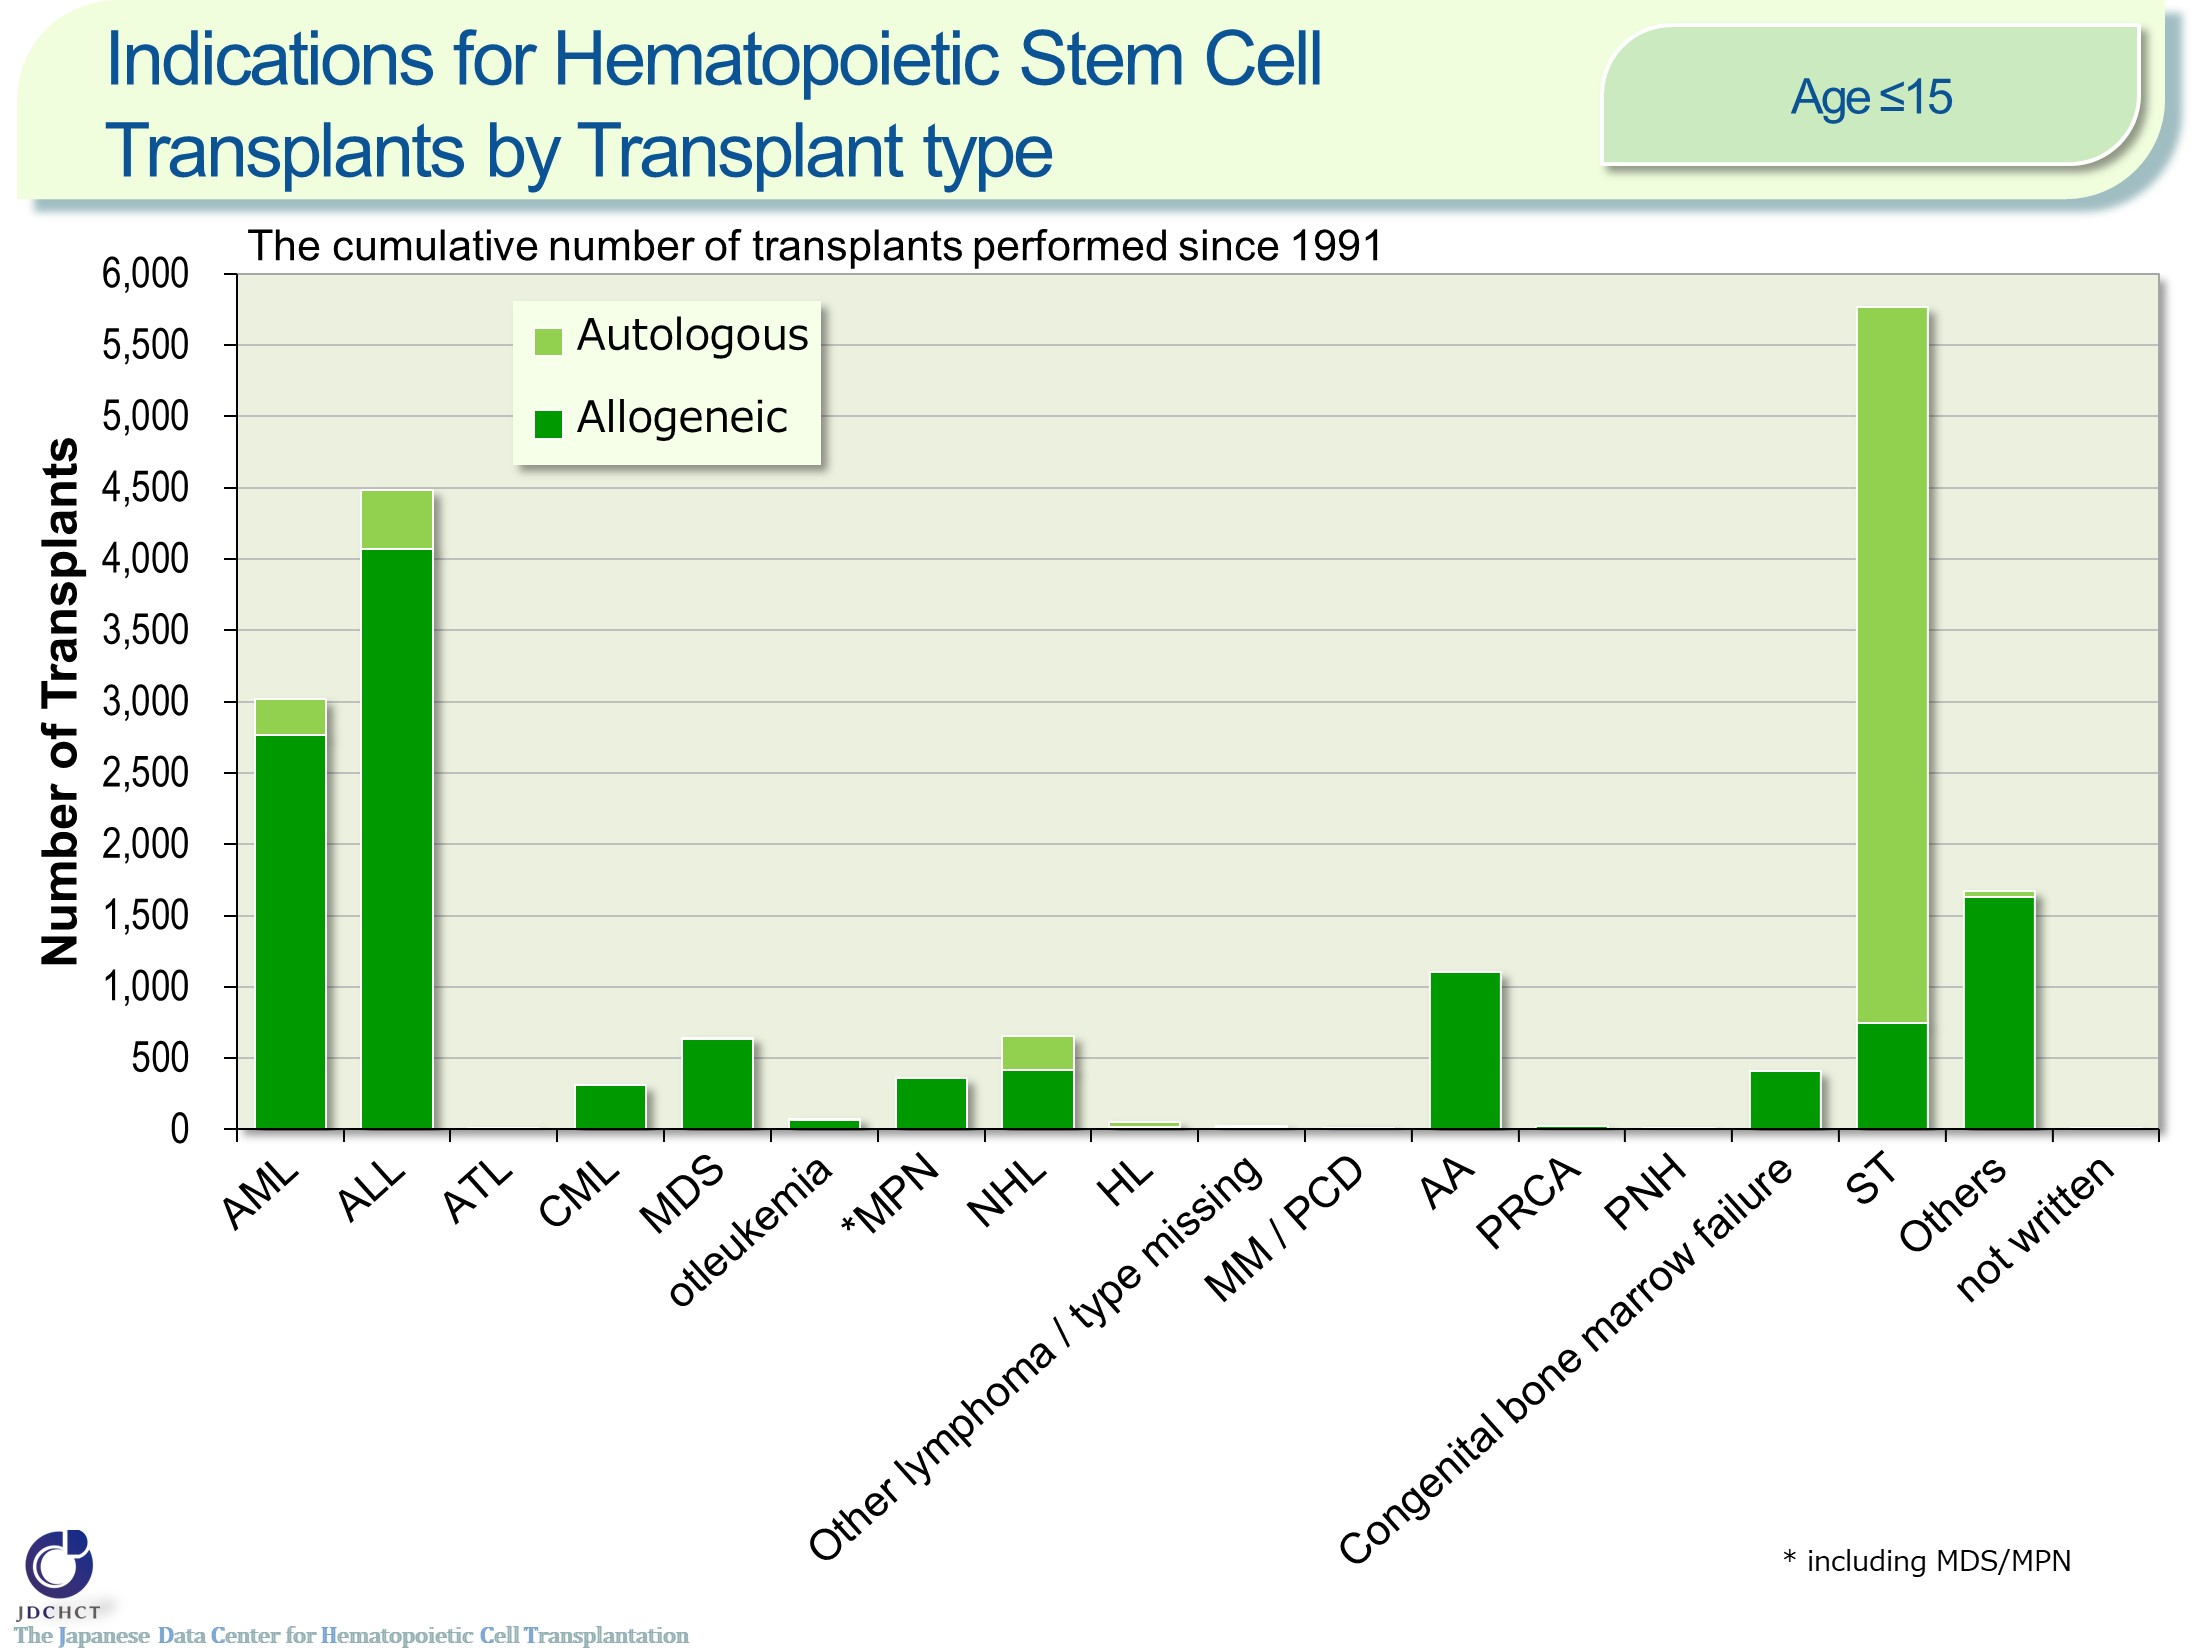 Indications for Hematopoietic Stem Cell
Transplants by Transplant type
Age ≤15
The cumulative number of transplants performed since 1991
6,000
5,500
5,000
4,500
4,000
3,500
3,000
2,500
2,000
1,500
1,000
500
0
Number of Transplants
Autologous
Allogeneic
AML
ALL
ATL
CML
MDS
otleukemia
*MPN
NHL
HL
Other lymphoma / type missing
MM / PCD
AA
PRCA
PNH
Congenital bone marrow failure
ST
Others
not written
* including MDS/MPN
JDCHCT
The Japanese Data Center for Hematopoietic Cell Transplantation